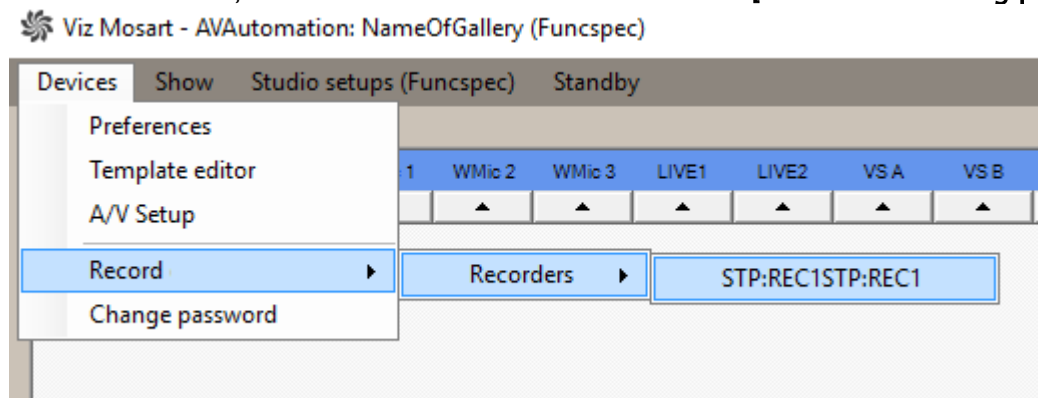 Viz Mosart - AVAutomation: NameOfGallery (Funcspec)
Devices Show Studio setups (Funcspec) Standby
Preferences
Template editor
1 WMic 2 WMic 3 LIVE1 LIVE2 VS A VS B
A/V Setup
Record Recorders STP:REC1STP:REC1
Change password